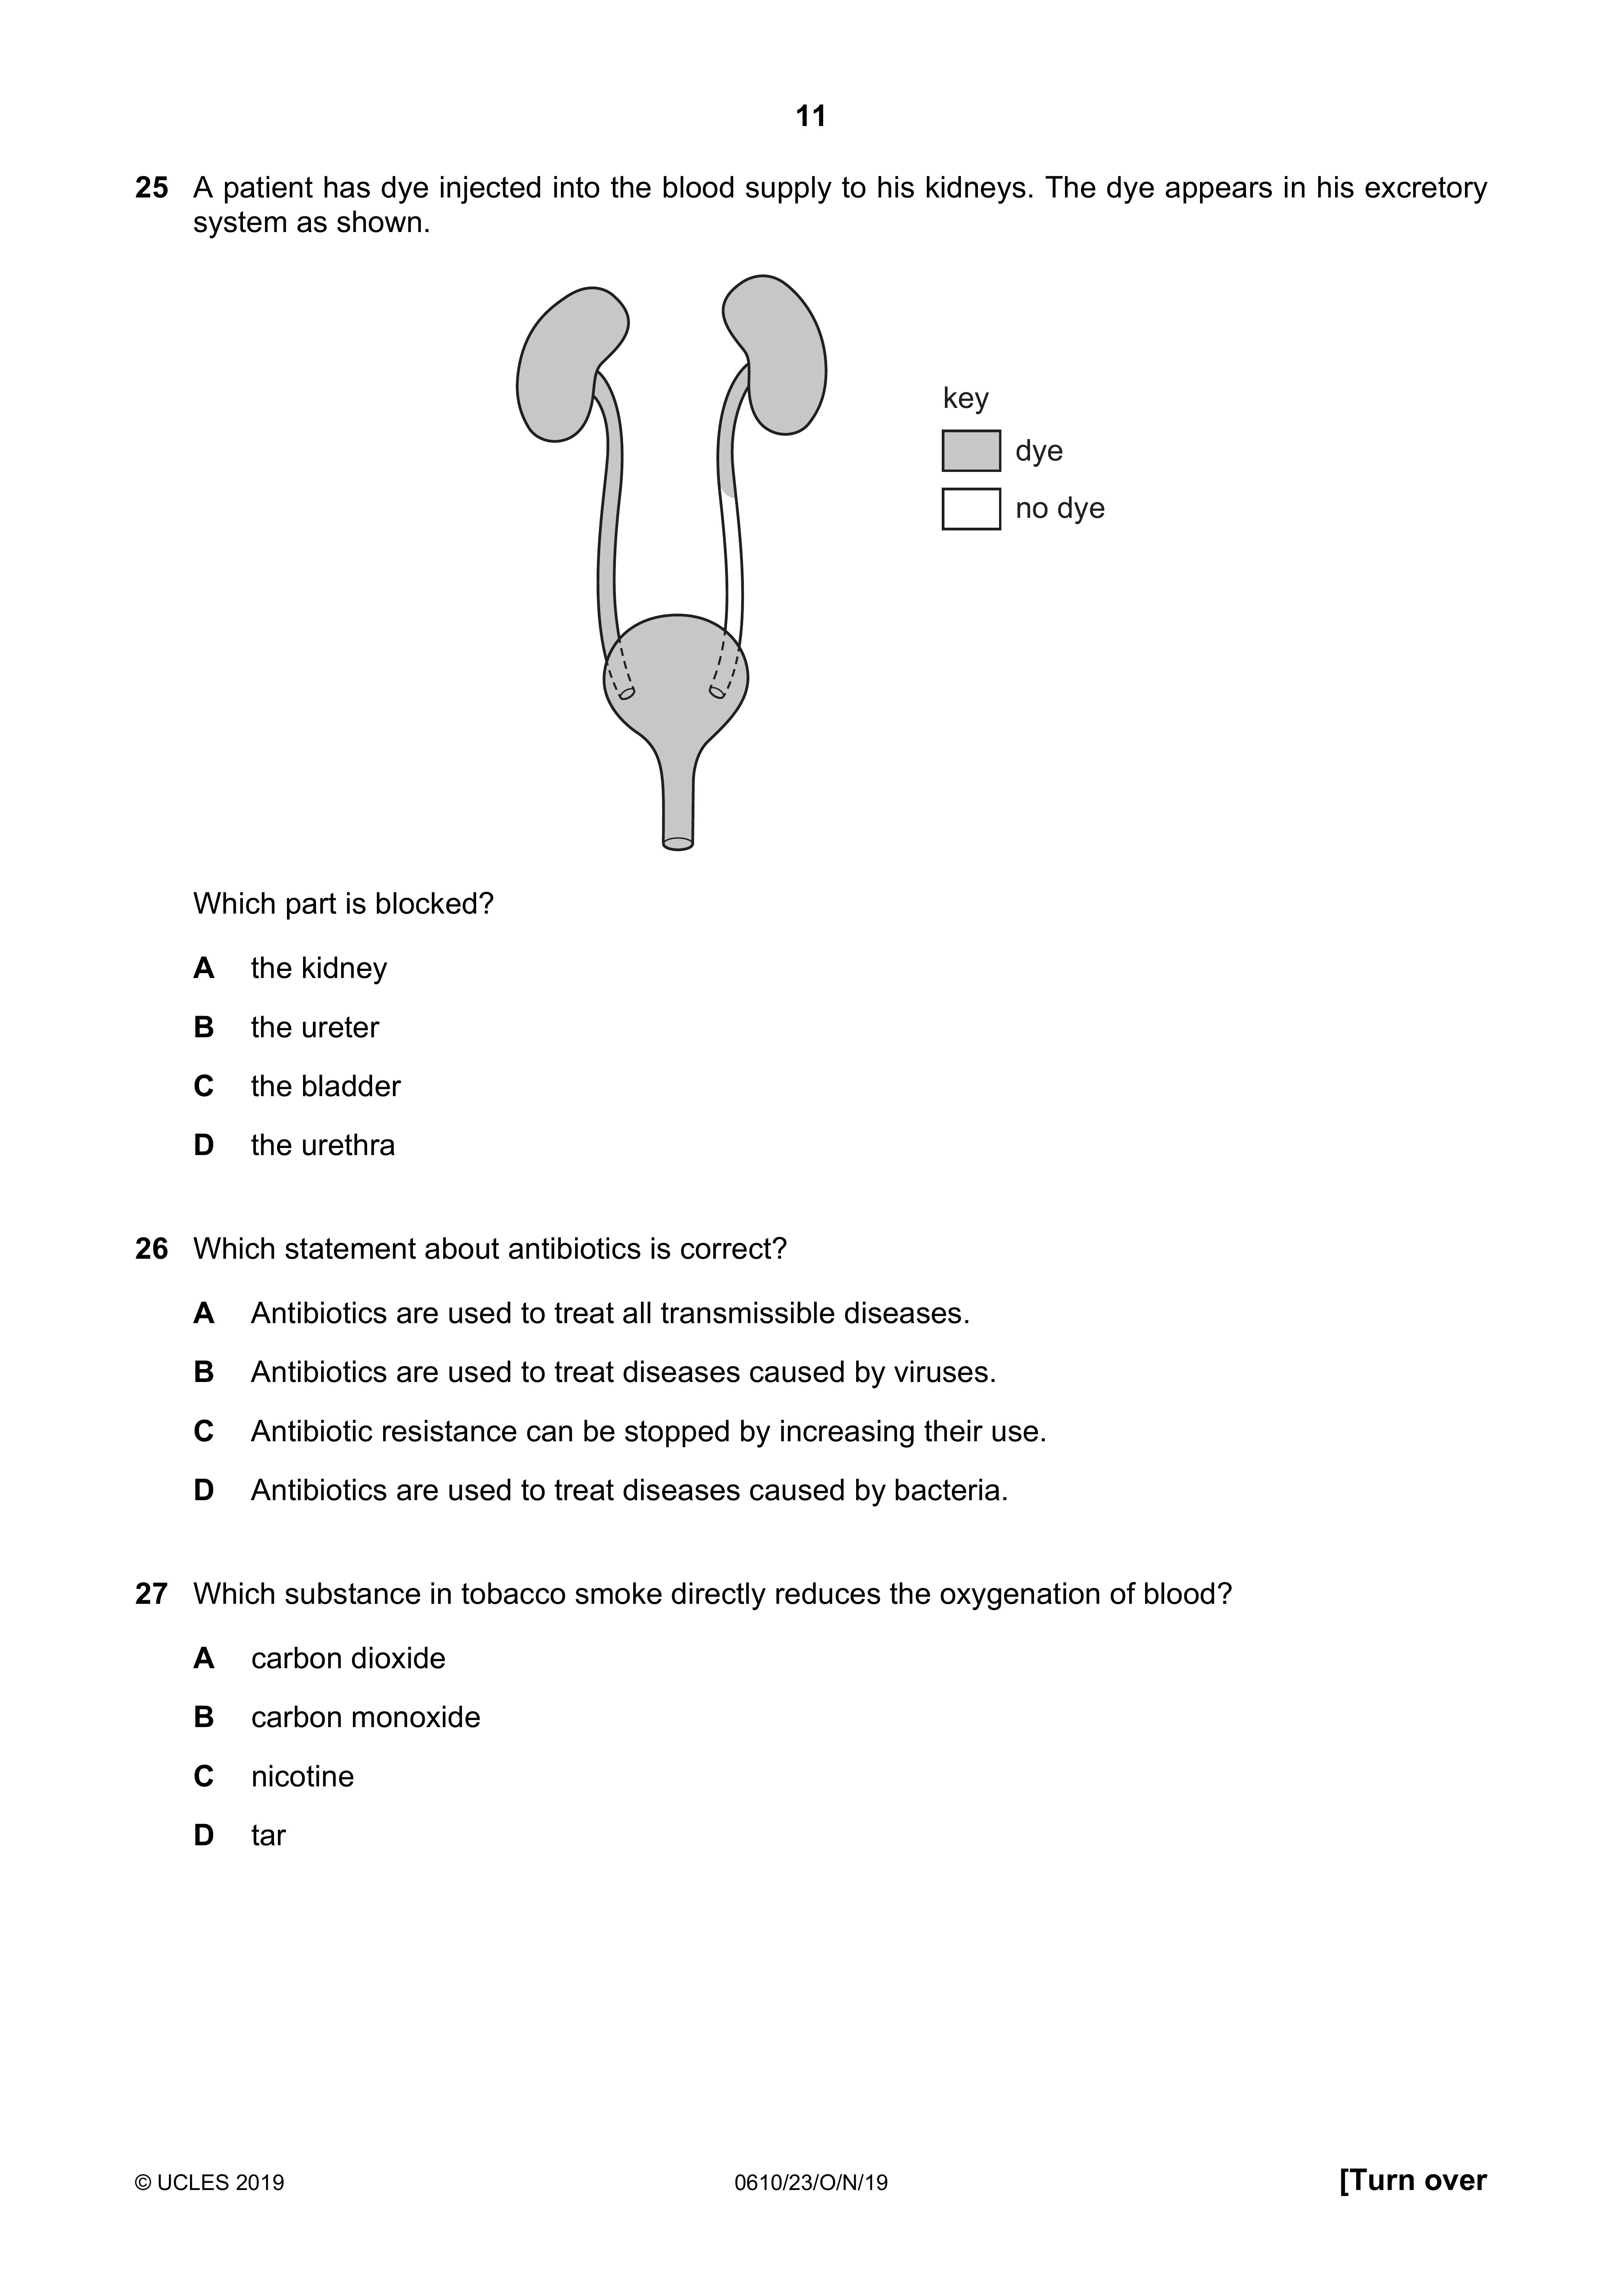 11
25 A patient has dye injected into the blood supply to his kidneys. The dye appears in his excretory
system as shown.
key
dye
no dye
Which part is blocked?
A the kidney
B the ureter
C the bladder
D the urethra
26 Which statement about antibiotics is correct?
A Antibiotics are used to treat all transmissible diseases.
B Antibiotics are used to treat diseases caused by viruses.
C Antibiotic resistance can be stopped by increasing their use.
D Antibiotics are used to treat diseases caused by bacteria.
27 Which substance in tobacco smoke directly reduces the oxygenation of blood?
A carbon dioxide
B carbon monoxide
C nicotine
D tar
© UCLES 2019 0610/23/O/N/19 [Turn over